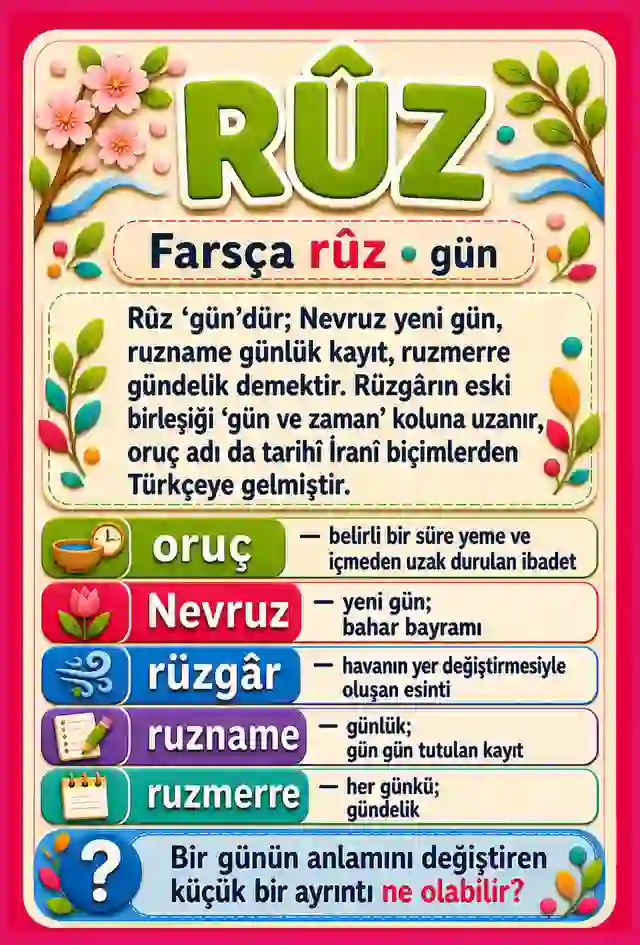 RÛZ
Farsça rûz • gün
Rûz ‘gün’dür; Nevruz yeni gün,
ruzname günlük kayıt, ruzmerre
gündelik demektir. Rüzgârın eski
birleşiği ‘gün ve zaman’ koluna uzanır,
oruç adı da tarihî İranî biçimlerden
Türkçeye gelmiştir.
oruç — belirli bir süre yeme ve
içmeden uzak durulan ibadet
Nevruz — yeni gün;
bahar bayramı
rüzgâr — havanın yer değiştirmesiyle
oluşan esinti
ruzname — günlük;
gün gün tutulan kayıt
ruzmerre — her günkü;
gündelik
? Bir günün anlamını değiştiren
küçük bir ayrıntı ne olabilir?